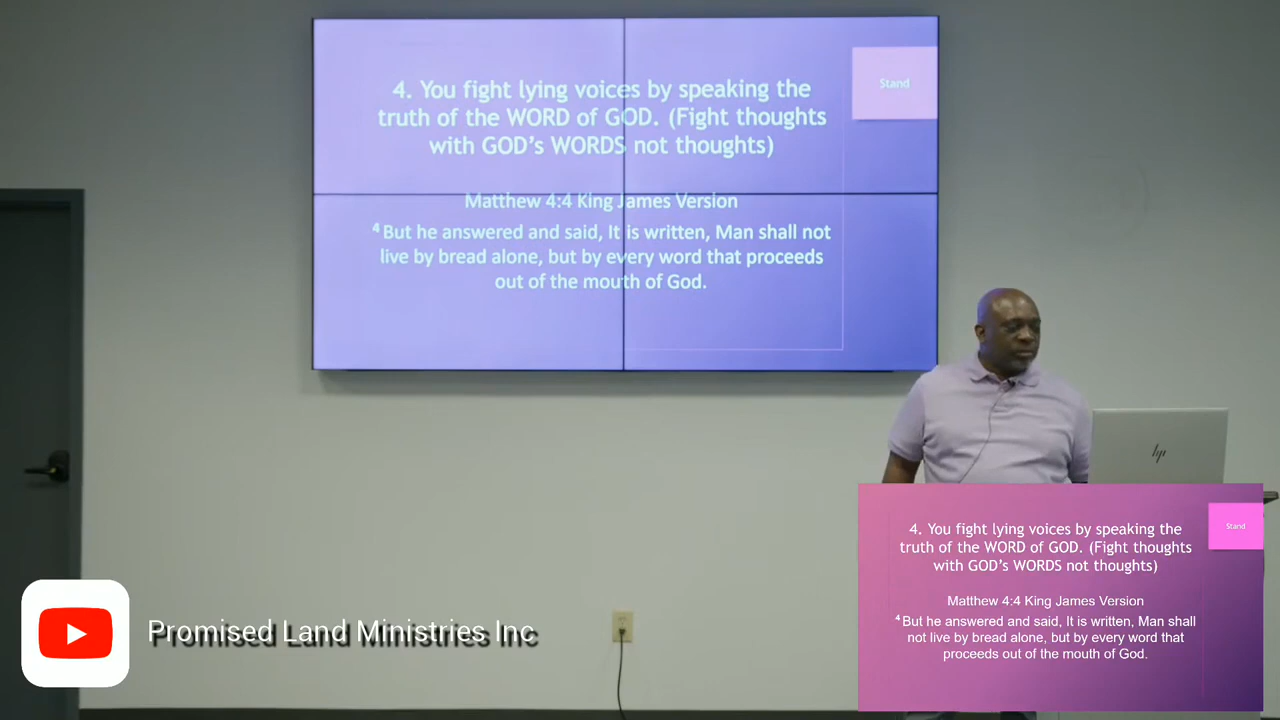 4. You fight lying voices by speaking the
truth of the WORD of GOD. (Fight thoughts
with GOD's WORDS not thoughts)
Stand
Matthew 4:4 King James Version
4 But he answered and said, It is written, Man shall not
live by bread alone, but by every word that proceeds
out of the mouth of God.
hp
4. You fight lying voices by speaking the
truth of the WORD of GOD. (Fight thoughts
with GOD's WORDS not thoughts)
Stand
Matthew 4:4 King James Version
4 But he answered and said, It is written, Man shall
not live by bread alone, but by every word that
proceeds out of the mouth of God.
Promised Land Ministries Inc